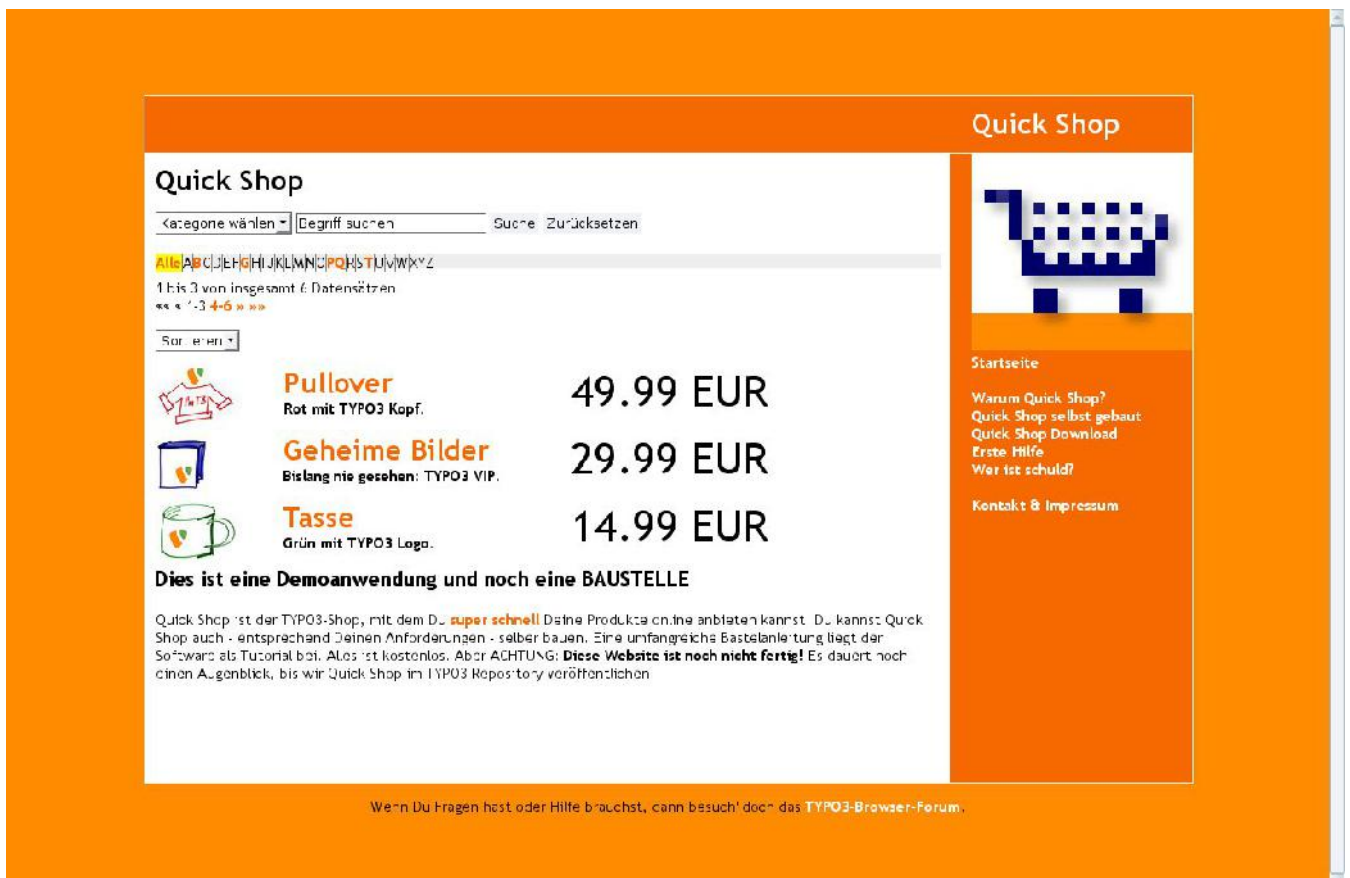 Quick Shop
Quick Shop
Kategorie wählen Begriff suchen Suche Zurücksetzen
Alle|A|B|C|D|E|F|G|H|I|J|K|L|M|N|O|P|Q|R|S|T|U|V|W|X|Y|Z
1 bis 3 von insgesamt 6 Datensätzen
«« « 1-3 4-6 » »»
Sortieren
Pullover 49.99 EUR
Rot mit TYPO3 Kopf.
Geheime Bilder 29.99 EUR
Bislang nie gesehen: TYPO3 VIP.
Tasse 14.99 EUR
Grün mit TYPO3 Logo.
Dies ist eine Demoanwendung und noch eine BAUSTELLE
Quick Shop ist der TYPO3-Shop, mit dem Du super schnell Deine Produkte online anbieten kannst. Du kannst Quick
Shop auch - entsprechend Deinen Anforderungen - selber bauen. Eine umfangreiche Bastelanleitung liegt der
Software als Tutorial bei. Alles ist kostenlos. Aber ACHTUNG: Diese Website ist noch nicht fertig! Es dauert noch
einen Augenblick, bis wir Quick Shop im TYPO3 Repository veröffentlichen
Startseite
Warum Quick Shop?
Quick Shop selbst gebaut
Quick Shop Download
Erste Hilfe
Wer ist schuld?
Kontakt & Impressum
Wenn Du Fragen hast oder Hilfe brauchst, dann besuch' doch das TYPO3-Browser-Forum.